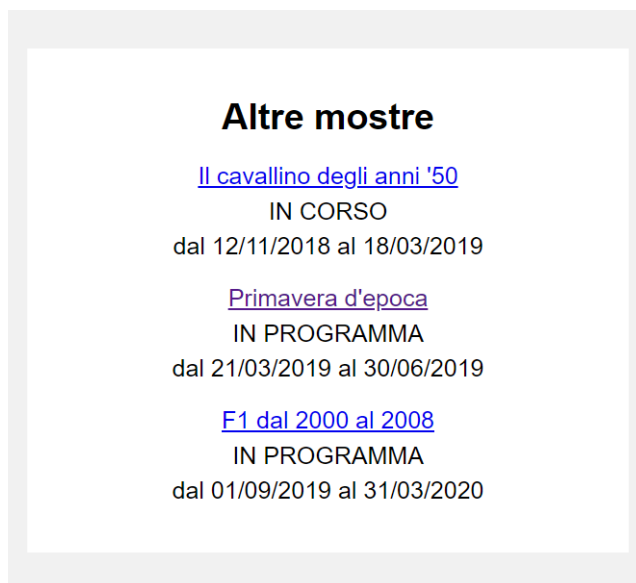 Altre mostre
Il cavallino degli anni '50
IN CORSO
dal 12/11/2018 al 18/03/2019
Primavera d'epoca
IN PROGRAMMA
dal 21/03/2019 al 30/06/2019
F1 dal 2000 al 2008
IN PROGRAMMA
dal 01/09/2019 al 31/03/2020